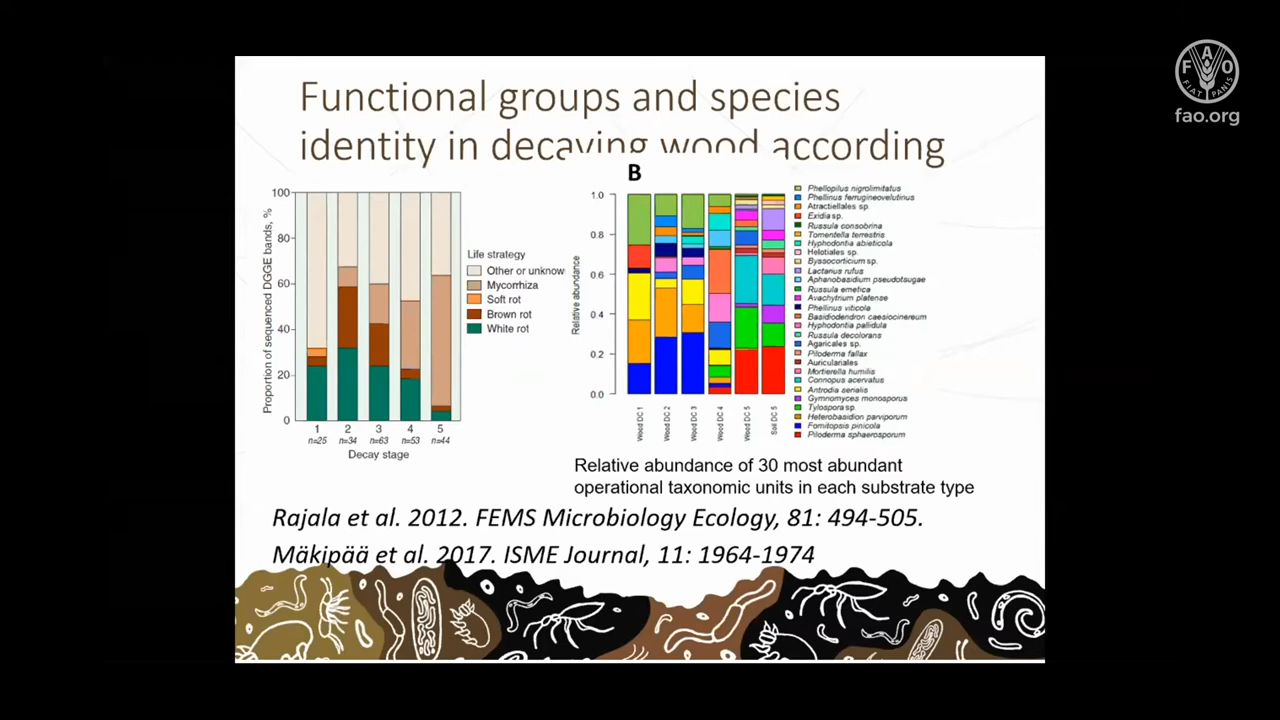 Functional groups and species
identity in decaying wood according
FAO
FIAT PANIS
fao.org
Proportion of sequenced DGGE bands, %
100
80
60
40
20
0
1
2
3
4
5
n=25
n=34
n=63
n=53
n=44
Decay stage
Life strategy
Other or unknow
Mycorrhiza
Soft rot
Brown rot
White rot
B
Relative abundance
1.0
0.8
0.6
0.4
0.2
0.0
Wood DC 1
Wood DC 2
Wood DC 3
Wood DC 4
Wood DC 5
Soil DC 5
Phellopilus nigrolimitatus
Phellinus ferrugineovelutinus
Atractiellales sp.
Exidia sp.
Russula consobrina
Tomentella terrestris
Hyphodontia abieticola
Helotiales sp.
Byssocorticium sp.
Lactarius rufus
Aphanobasidium pseudotsugae
Russula emetica
Amphinema
Phellinus viticola
Basidiodendron caesiocinereum
Hyphodontia pallidula
Russula decolorans
Agaricales sp.
Piloderma fallax
Auriculariales
Mortierella humilis
Connopus acervatus
Antrodia serialis
Gymnomyces monosporus
Tylospora sp.
Heterobasidion parviporum
Fomitopsis pinicola
Piloderma sphaerosporum
Relative abundance of 30 most abundant
operational taxonomic units in each substrate type
Rajala et al. 2012. FEMS Microbiology Ecology, 81: 494-505.
Mäkipää et al. 2017. ISME Journal, 11: 1964-1974